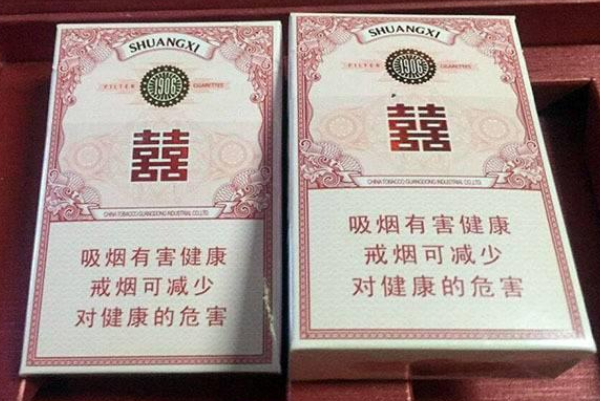 SHUANGXI
FILTER 1906 CIGARETTES
囍
CHINA TOBACCO GUANGDONG INDUSTRIAL CO.,LTD
吸烟有害健康
戒烟可减少
对健康的危害
SHUANGXI
FILTER 1906 CIGARETTES
囍
CHINA TOBACCO GUANGDONG INDUSTRIAL CO.,LTD
吸烟有害健康
戒烟可减少
对健康的危害